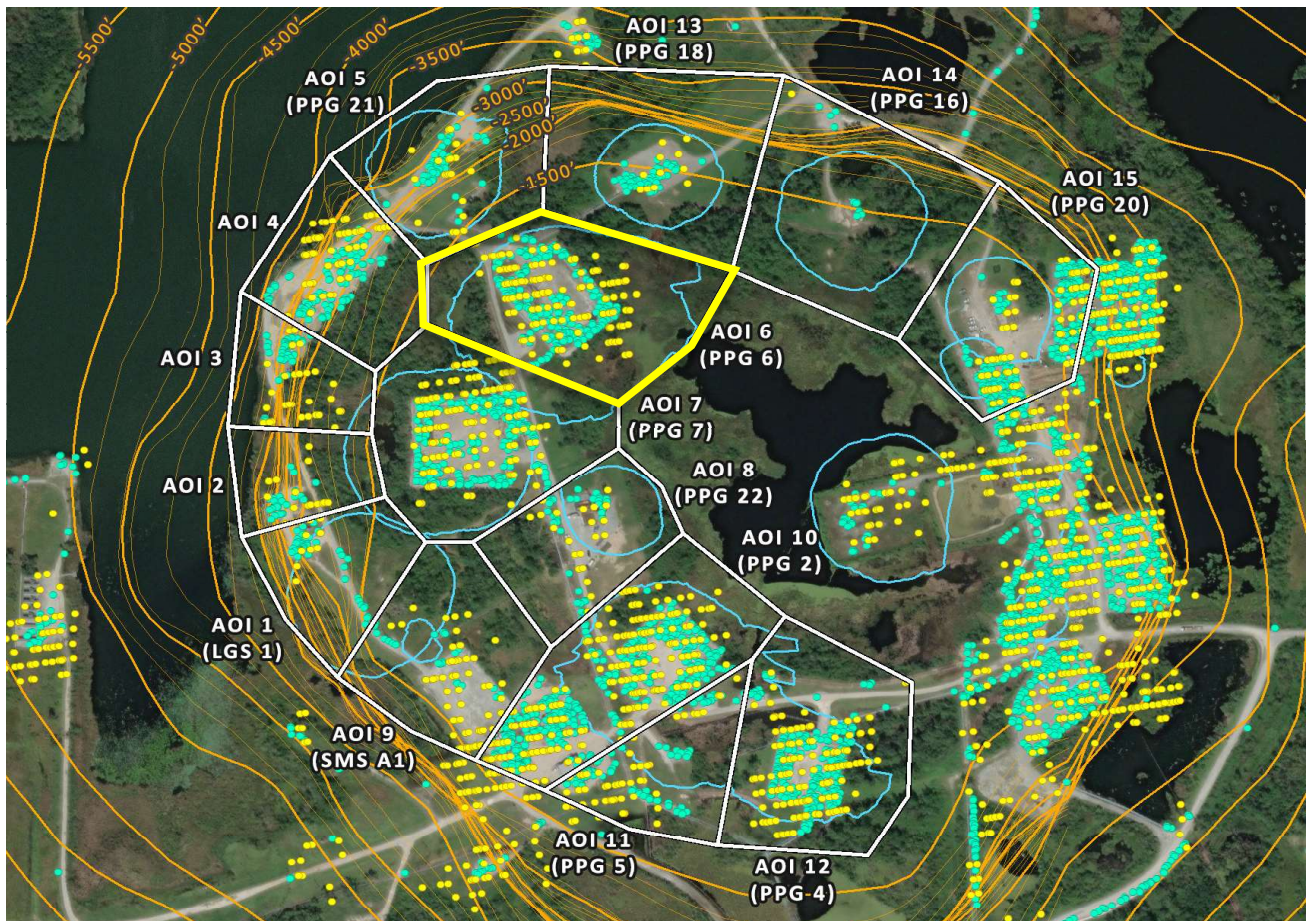 -5500'
-5000'
-4500'
-4000'
-3500'
-3000'
-2500'
-2000'
-1500'
AOI 13
(PPG 18)
AOI 5
(PPG 21)
AOI 14
(PPG 16)
AOI 15
(PPG 20)
AOI 4
AOI 3
AOI 6
(PPG 6)
AOI 7
(PPG 7)
AOI 2
AOI 8
(PPG 22)
AOI 10
(PPG 2)
AOI 1
(LGS 1)
AOI 9
(SMS A1)
AOI 11
(PPG 5)
AOI 12
(PPG 4)